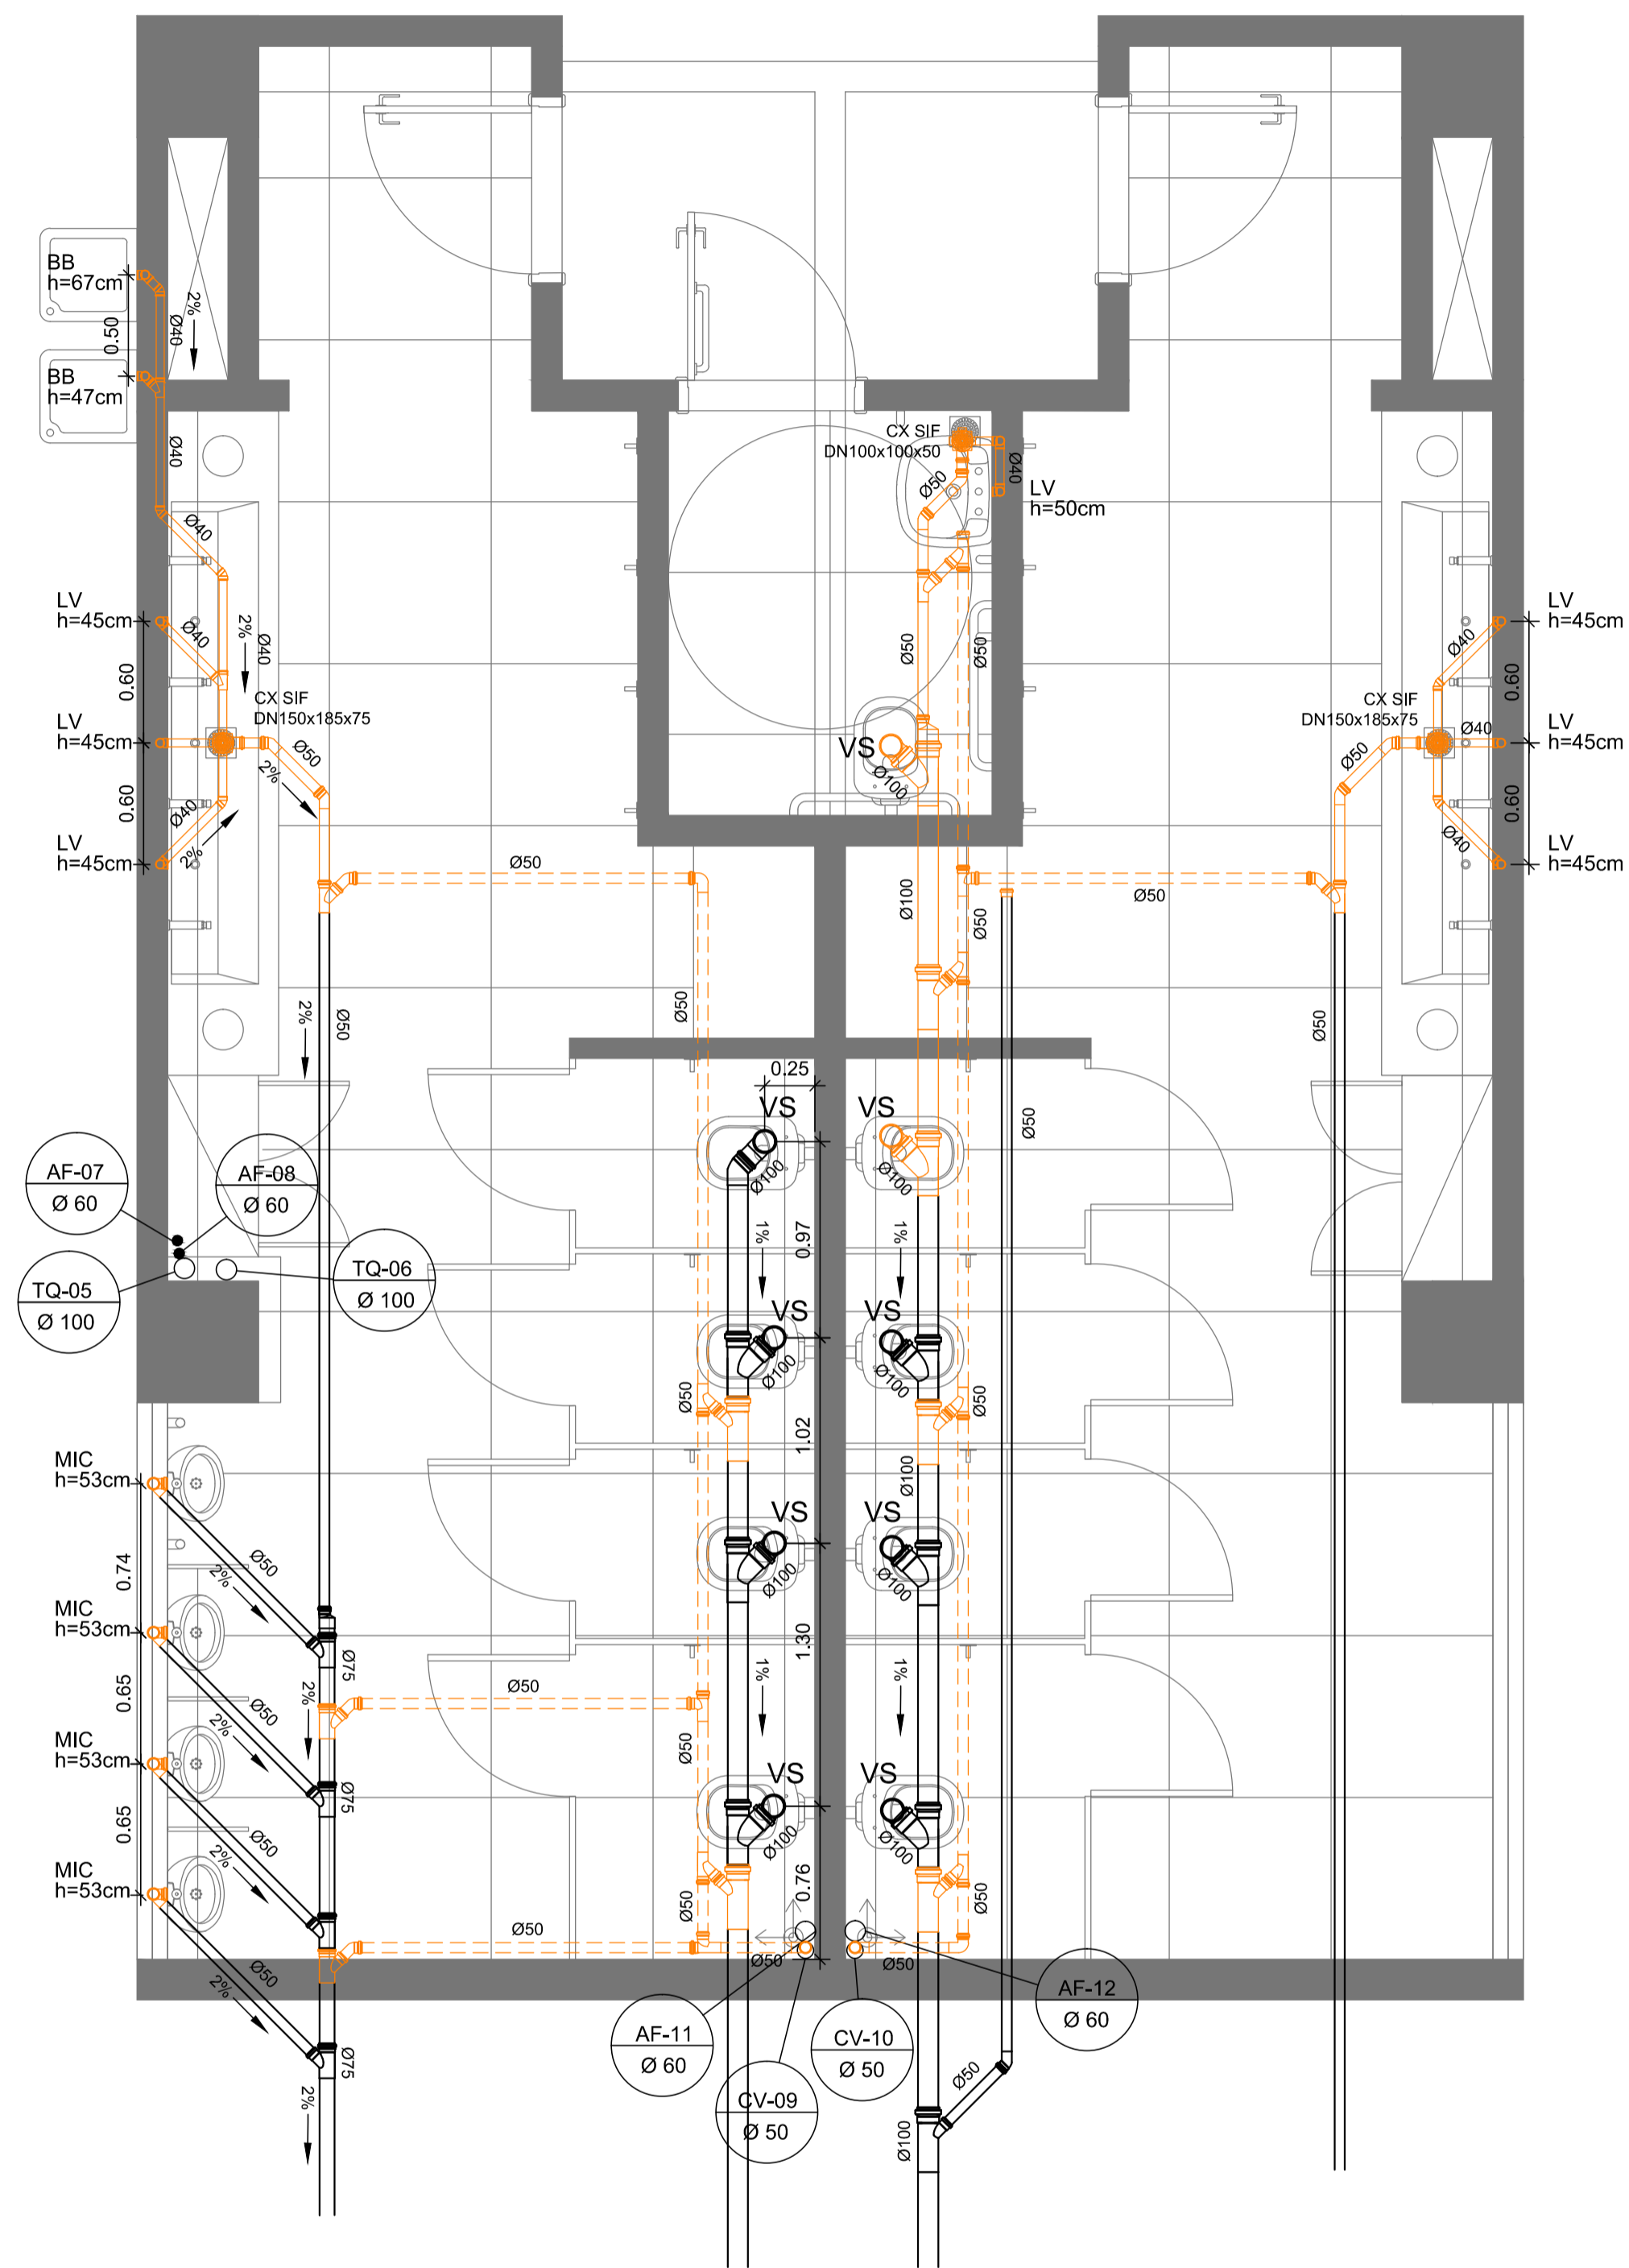 BB
h=67cm
2%
Ø40
0.50
BB
h=47cm
Ø40
CX SIF
DN100x100x50
Ø50
Ø40
LV
h=50cm
Ø40
LV
h=45cm
Ø40
2%
Ø40
0.60
CX SIF
DN150x185x75
LV
h=45cm
Ø50
2%
0.60
Ø40
2%
LV
h=45cm
Ø50
Ø50
VS
Ø100
LV
h=45cm
Ø40
0.60
CX SIF
DN150x185x75
Ø40
LV
h=45cm
Ø50
0.60
Ø40
LV
h=45cm
Ø50
Ø100
Ø50
Ø50
2%
Ø50
Ø50
Ø50
Ø50
0.25
VS
VS
Ø100
Ø100
1%
0.97
1%
AF-07
Ø 60
AF-08
Ø 60
TQ-05
Ø 100
TQ-06
Ø 100
VS
VS
Ø100
Ø100
Ø50
Ø50
1.02
Ø100
MIC
h=53cm
0.74
Ø50
2%
VS
VS
Ø100
Ø100
MIC
h=53cm
0.65
Ø50
2%
Ø75
2%
Ø50
1.30
1%
1%
Ø50
MIC
h=53cm
0.65
Ø50
2%
Ø75
VS
VS
Ø100
Ø100
0.76
MIC
h=53cm
Ø50
2%
Ø50
Ø50
Ø50
Ø50
Ø50
Ø75
2%
AF-11
Ø 60
CV-09
Ø 50
CV-10
Ø 50
AF-12
Ø 60
Ø50
Ø100